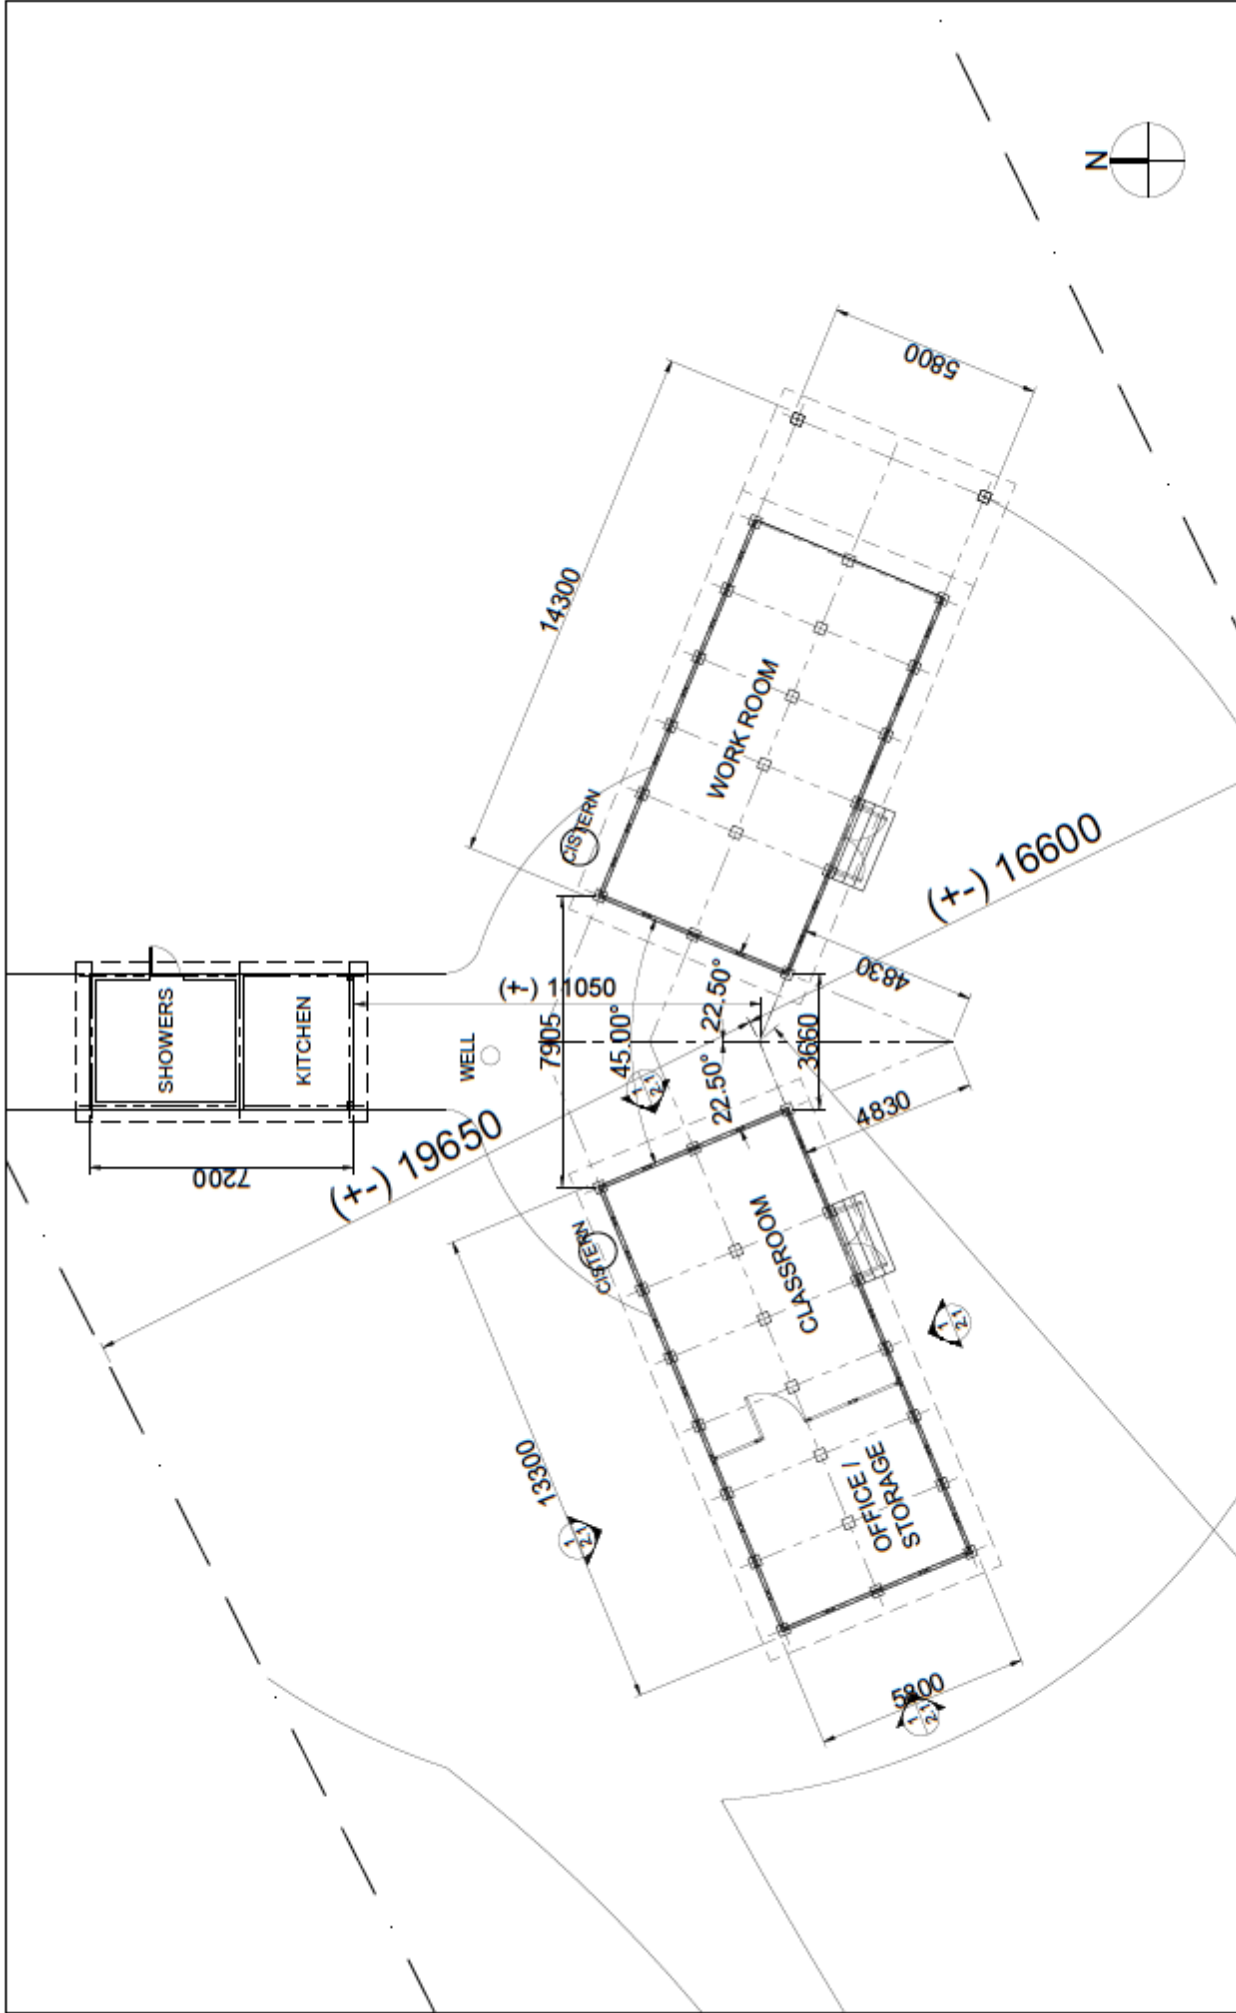 N
5800
14300
WORK ROOM
CISTERN
(+-) 16600
4830
SHOWERS
KITCHEN
WELL
(+-) 11050
7905
45.00°
22.50°
22.50°
3660
1
2.1
4830
7200
(+-) 19650
CISTERN
CLASSROOM
1
2.1
13300
1
2.1
OFFICE /
STORAGE
5800
1
2.1